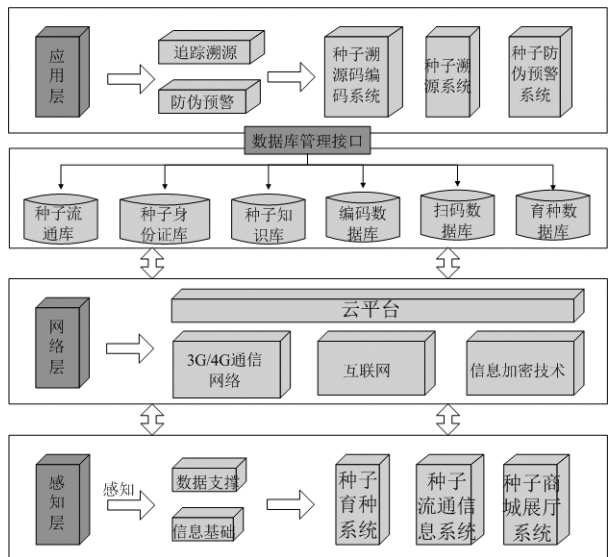 应
用
层
追踪溯源
防伪预警
种子溯
源码编
码系统
种子溯
源系统
种子防
伪预警
系统
数据库管理接口
种子流
通库
种子身
份证库
种子知
识库
编码数
据库
扫码数
据库
育种数
据库
网
络
层
云平台
3G/4G通信
网络
互联网
信息加密技术
感
知
层
感知
数据支撑
信息基础
种子
育种
系统
种子
流通信
息系统
种子商
城展厅
系统